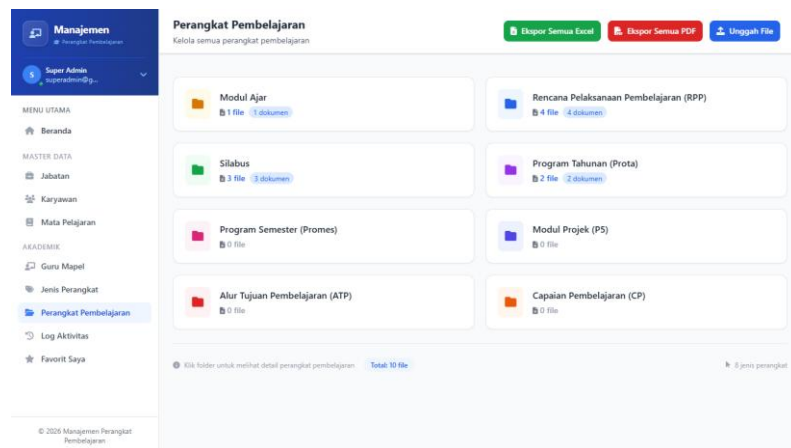 Manajemen
Perangkat Pembelajaran
Super Admin
superadmin@g...
MENU UTAMA
Beranda
MASTER DATA
Jabatan
Karyawan
Mata Pelajaran
AKADEMIK
Guru Mapel
Jenis Perangkat
Perangkat Pembelajaran
Log Aktivitas
Favorit Saya
© 2026 Manajemen Perangkat
Pembelajaran
Perangkat Pembelajaran
Kelola semua perangkat pembelajaran
Ekspor Semua Excel
Ekspor Semua PDF
Unggah File
Modul Ajar
1 file 1 dokumen
Rencana Pelaksanaan Pembelajaran (RPP)
4 file 4 dokumen
Silabus
3 file 3 dokumen
Program Tahunan (Prota)
2 file 2 dokumen
Program Semester (Promes)
0 file
Modul Projek (P5)
0 file
Alur Tujuan Pembelajaran (ATP)
0 file
Capaian Pembelajaran (CP)
0 file
Klik folder untuk melihat detail perangkat pembelajaran Total: 10 file
8 jenis perangkat